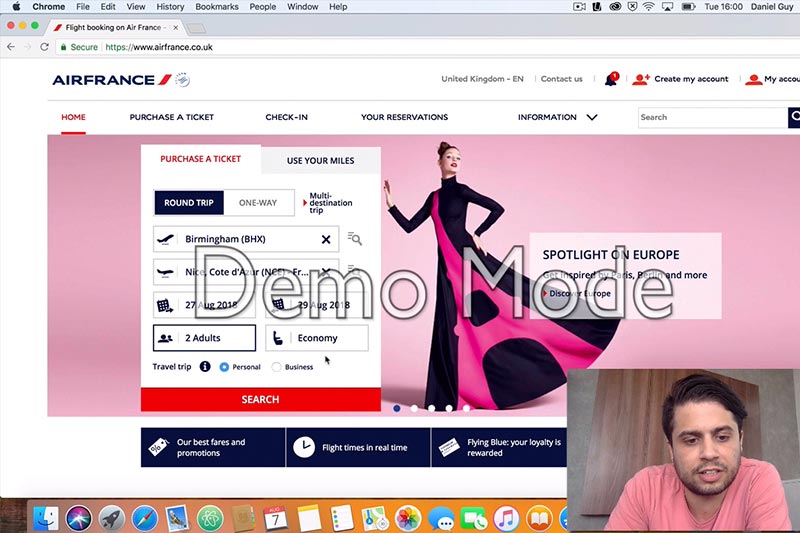 Chrome File Edit View History Bookmarks People Window Help Tue 16:00 Daniel Guy
Flight booking on Air France -
Secure https://www.airfrance.co.uk
AIRFRANCE United Kingdom - EN Contact us 1 Create my account My accou
HOME PURCHASE A TICKET CHECK-IN YOUR RESERVATIONS INFORMATION Search
PURCHASE A TICKET USE YOUR MILES
ROUND TRIP ONE-WAY Multi-
destination
trip
Birmingham (BHX)
SPOTLIGHT ON EUROPE
Nice, Cote d'Azur (NCE) - Fr...
Get inspired by Paris, Berlin and more
Demo Mode
27 Aug 2018 29 Aug 2018
Discover Europe
2 Adults Economy
Travel trip Personal Business
SEARCH
Our best fares and
promotions
Flight times in real time
Flying Blue: your loyalty is
rewarded
AUG
7